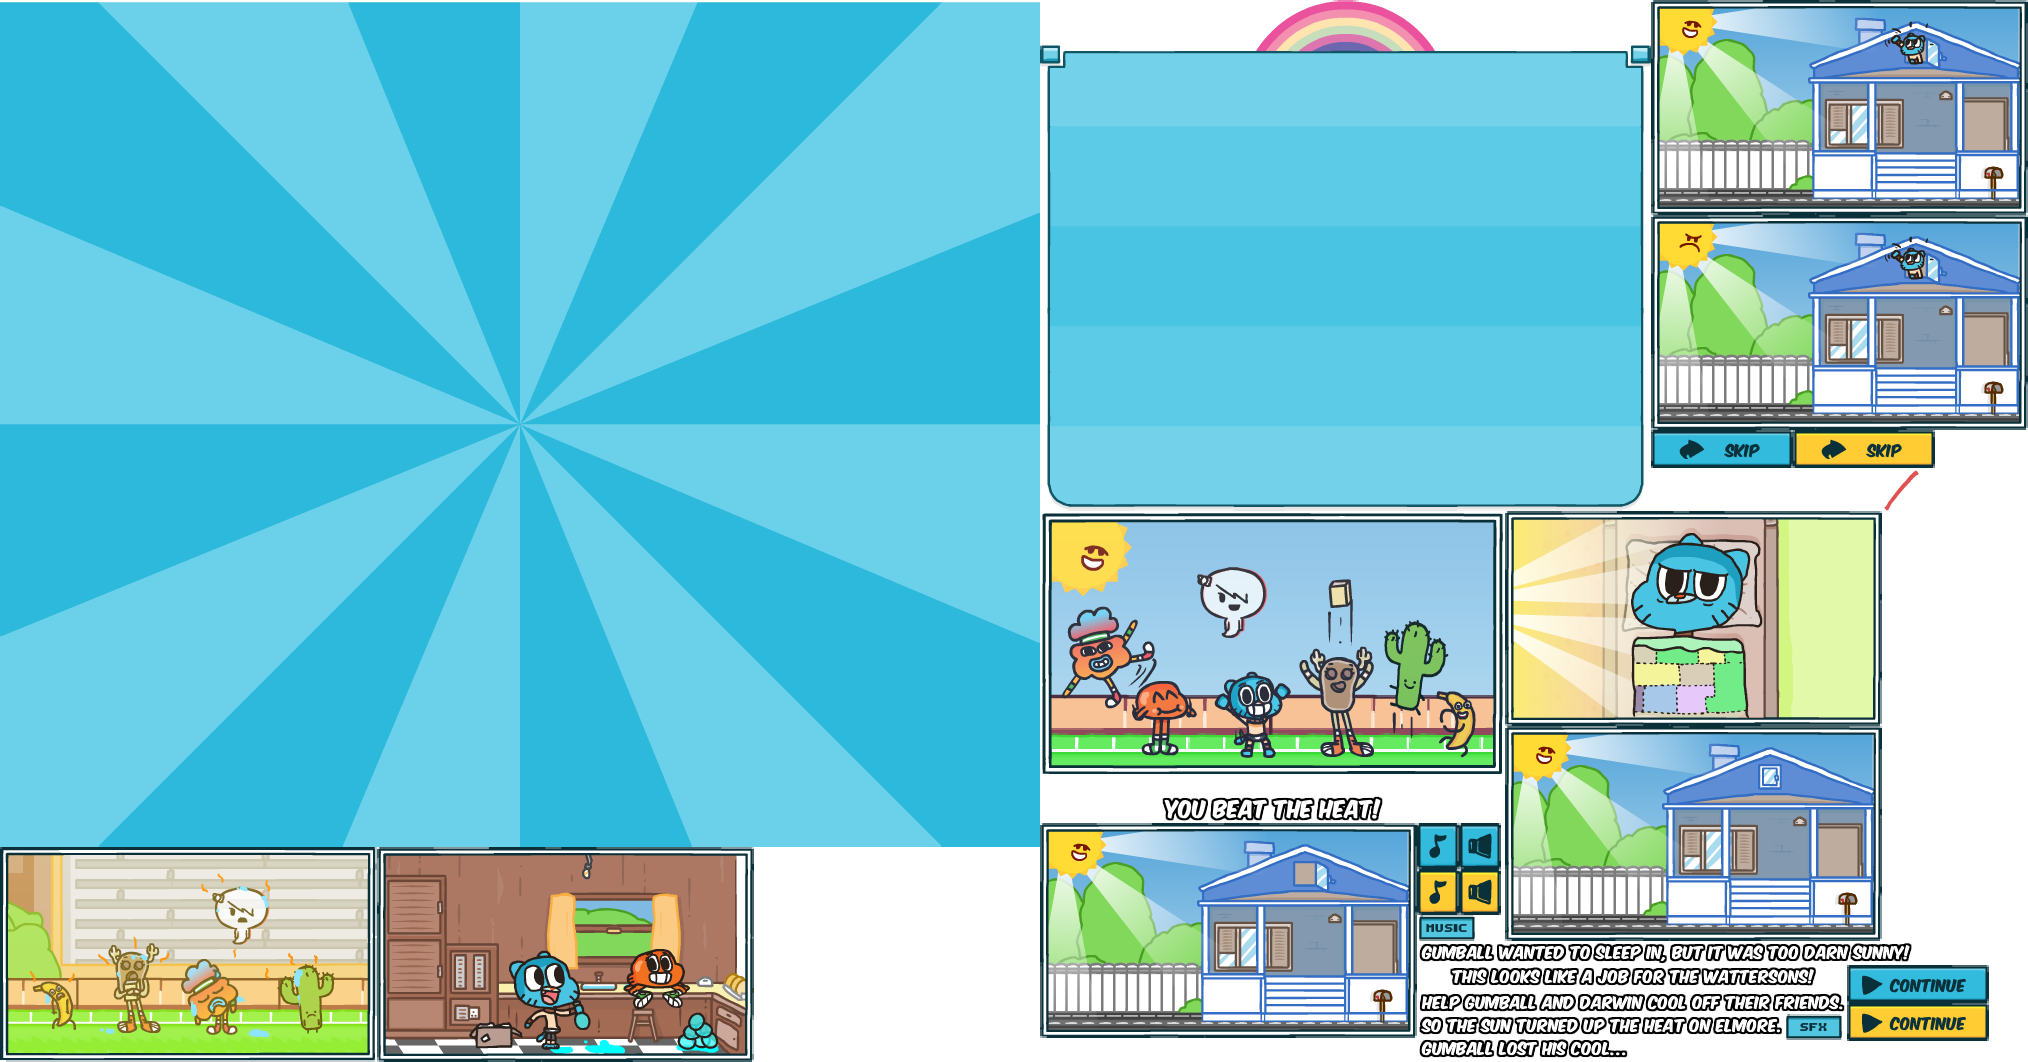 SKIP
SKIP
YOU BEAT THE HEAT!
MUSIC
GUMBALL WANTED TO SLEEP IN, BUT IT WAS TOO DARN SUNNY!
THIS LOOKS LIKE A JOB FOR THE WATTERSONS!
CONTINUE
HELP GUMBALL AND DARWIN COOL OFF THEIR FRIENDS.
SO THE SUN TURNED UP THE HEAT ON ELMORE.
SFX
CONTINUE
GUMBALL LOST HIS COOL...